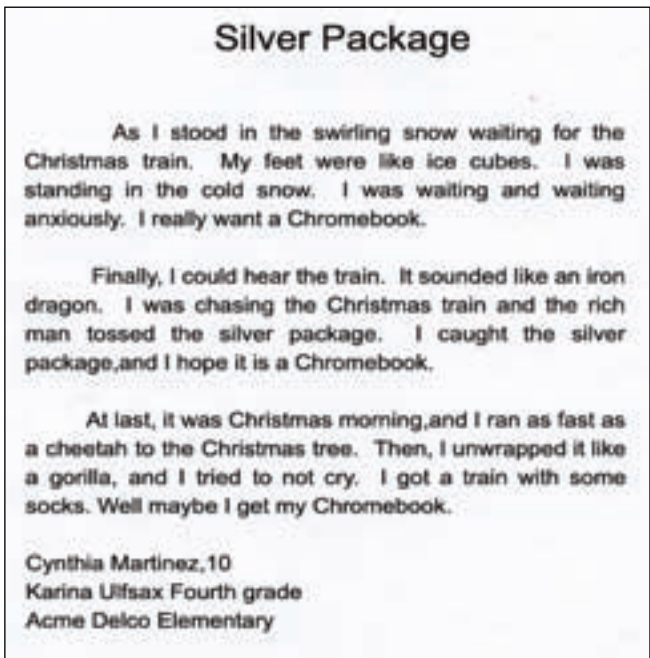 Silver Package
As I stood in the swirling snow waiting for the
Christmas train. My feet were like ice cubes. I was
standing in the cold snow. I was waiting and waiting
anxiously. I really want a Chromebook.
Finally, I could hear the train. It sounded like an iron
dragon. I was chasing the Christmas train and the rich
man tossed the silver package. I caught the silver
package,and I hope it is a Chromebook.
At last, it was Christmas morning,and I ran as fast as
a cheetah to the Christmas tree. Then, I unwrapped it like
a gorilla, and I tried to not cry. I got a train with some
socks. Well maybe I get my Chromebook.
Cynthia Martinez,10
Karina Ulfsax Fourth grade
Acme Delco Elementary